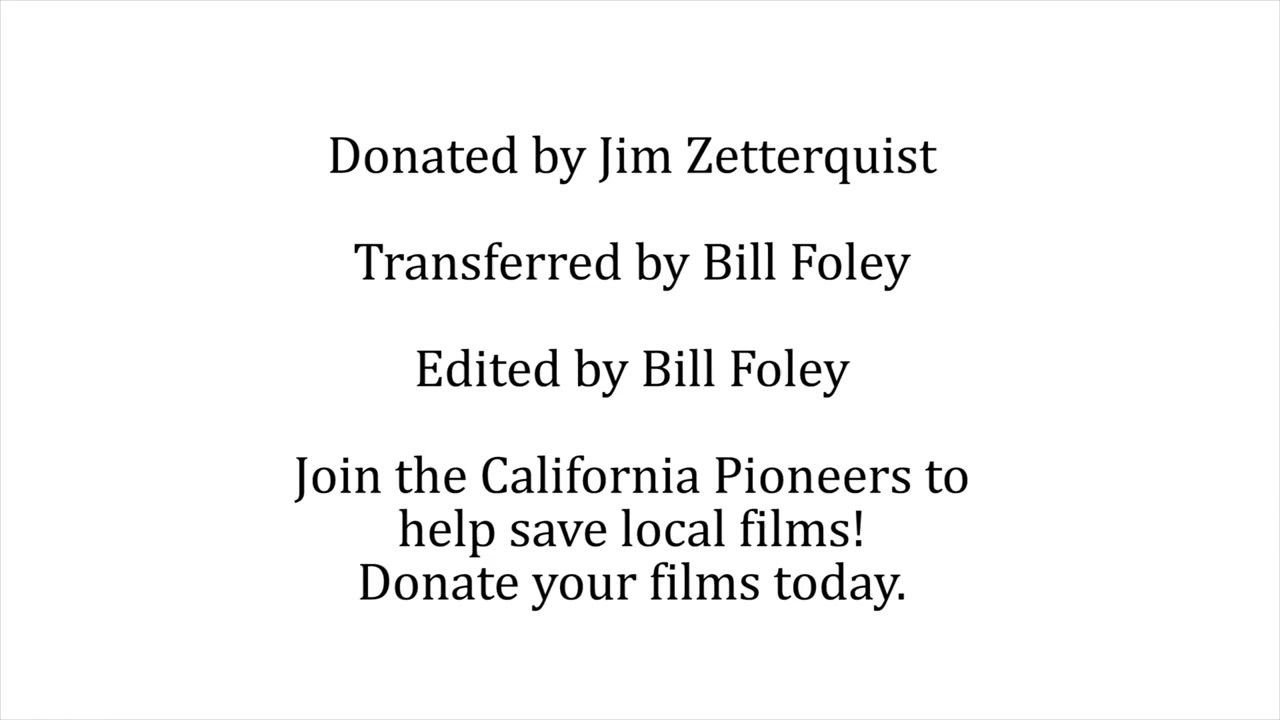 Donated by Jim Zetterquist
Transferred by Bill Foley
Edited by Bill Foley
Join the California Pioneers to
help save local films!
Donate your films today.